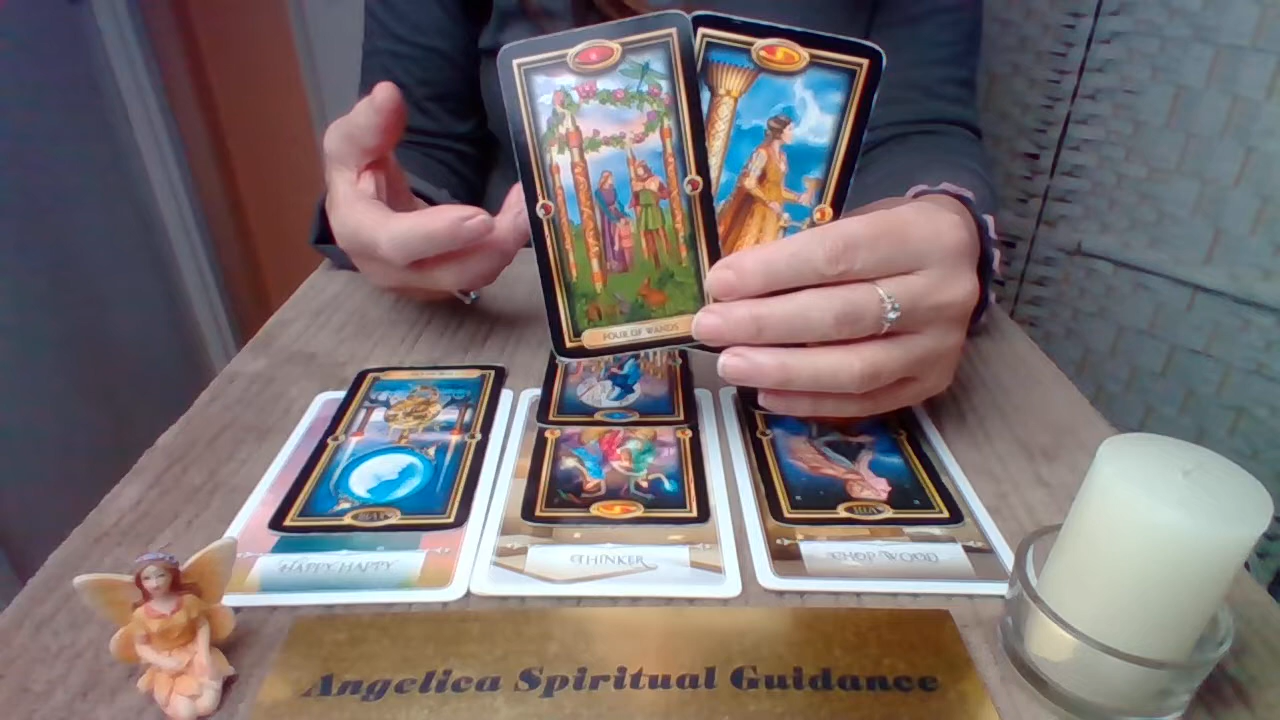 FOUR OF WANDS
HAPPY HAPPY
THINKER
CHOP WOOD
Angelica Spiritual Guidance